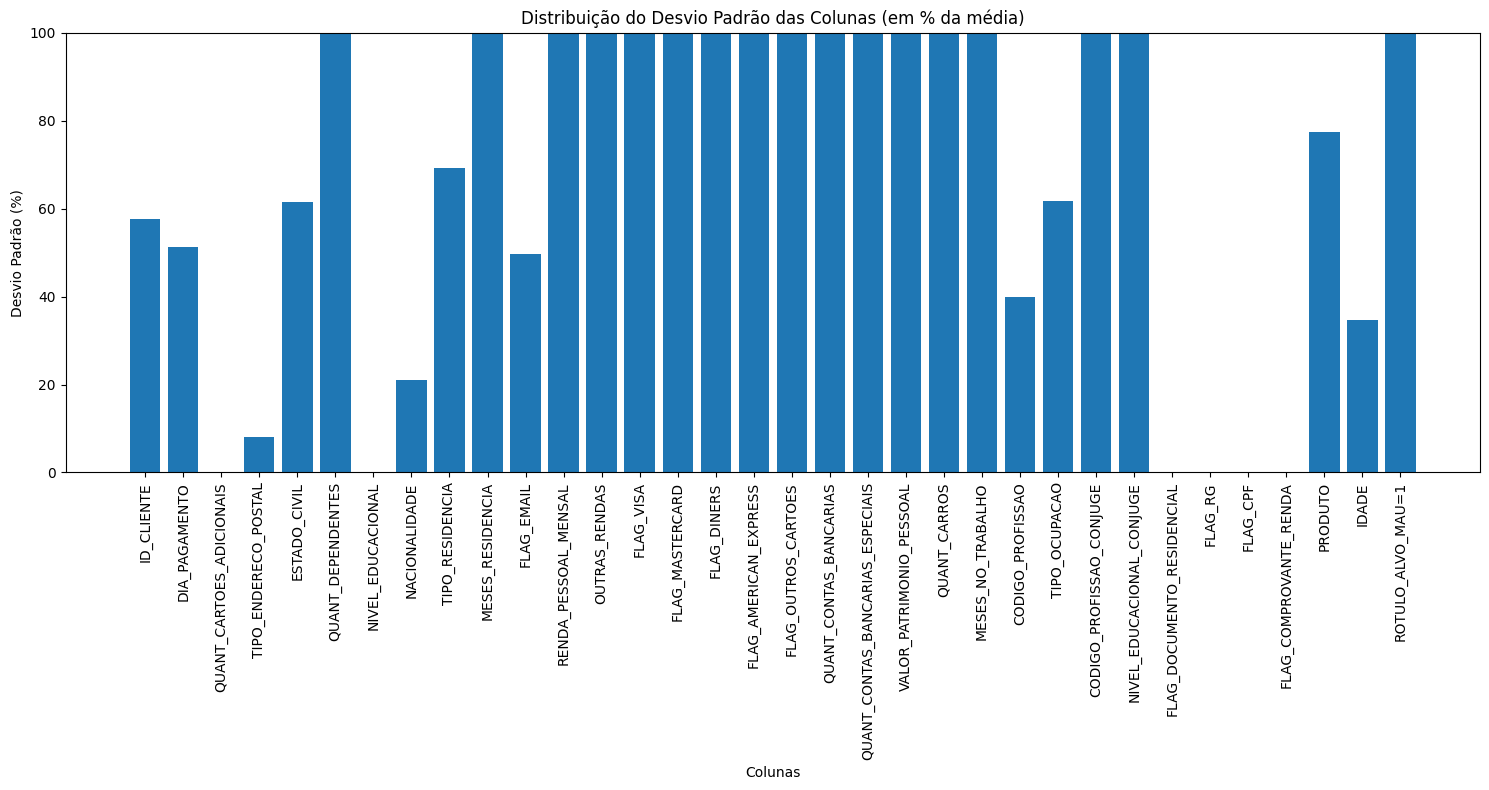 Distribuição do Desvio Padrão das Colunas (em % da média)
Desvio Padrão (%)
100
80
60
40
20
0
ID_CLIENTE
DIA_PAGAMENTO
QUANT_CARTOES_ADICIONAIS
TIPO_ENDERECO_POSTAL
ESTADO_CIVIL
QUANT_DEPENDENTES
NIVEL_EDUCACIONAL
NACIONALIDADE
TIPO_RESIDENCIA
MESES_RESIDENCIA
FLAG_EMAIL
RENDA_PESSOAL_MENSAL
OUTRAS_RENDAS
FLAG_VISA
FLAG_MASTERCARD
FLAG_DINERS
FLAG_AMERICAN_EXPRESS
FLAG_OUTROS_CARTOES
QUANT_CONTAS_BANCARIAS
QUANT_CONTAS_BANCARIAS_ESPECIAIS
VALOR_PATRIMONIO_PESSOAL
QUANT_CARROS
MESES_NO_TRABALHO
CODIGO_PROFISSAO
TIPO_OCUPACAO
CODIGO_PROFISSAO_CONJUGE
NIVEL_EDUCACIONAL_CONJUGE
FLAG_DOCUMENTO_RESIDENCIAL
FLAG_RG
FLAG_CPF
FLAG_COMPROVANTE_RENDA
PRODUTO
IDADE
ROTULO_ALVO_MAU=1
Colunas